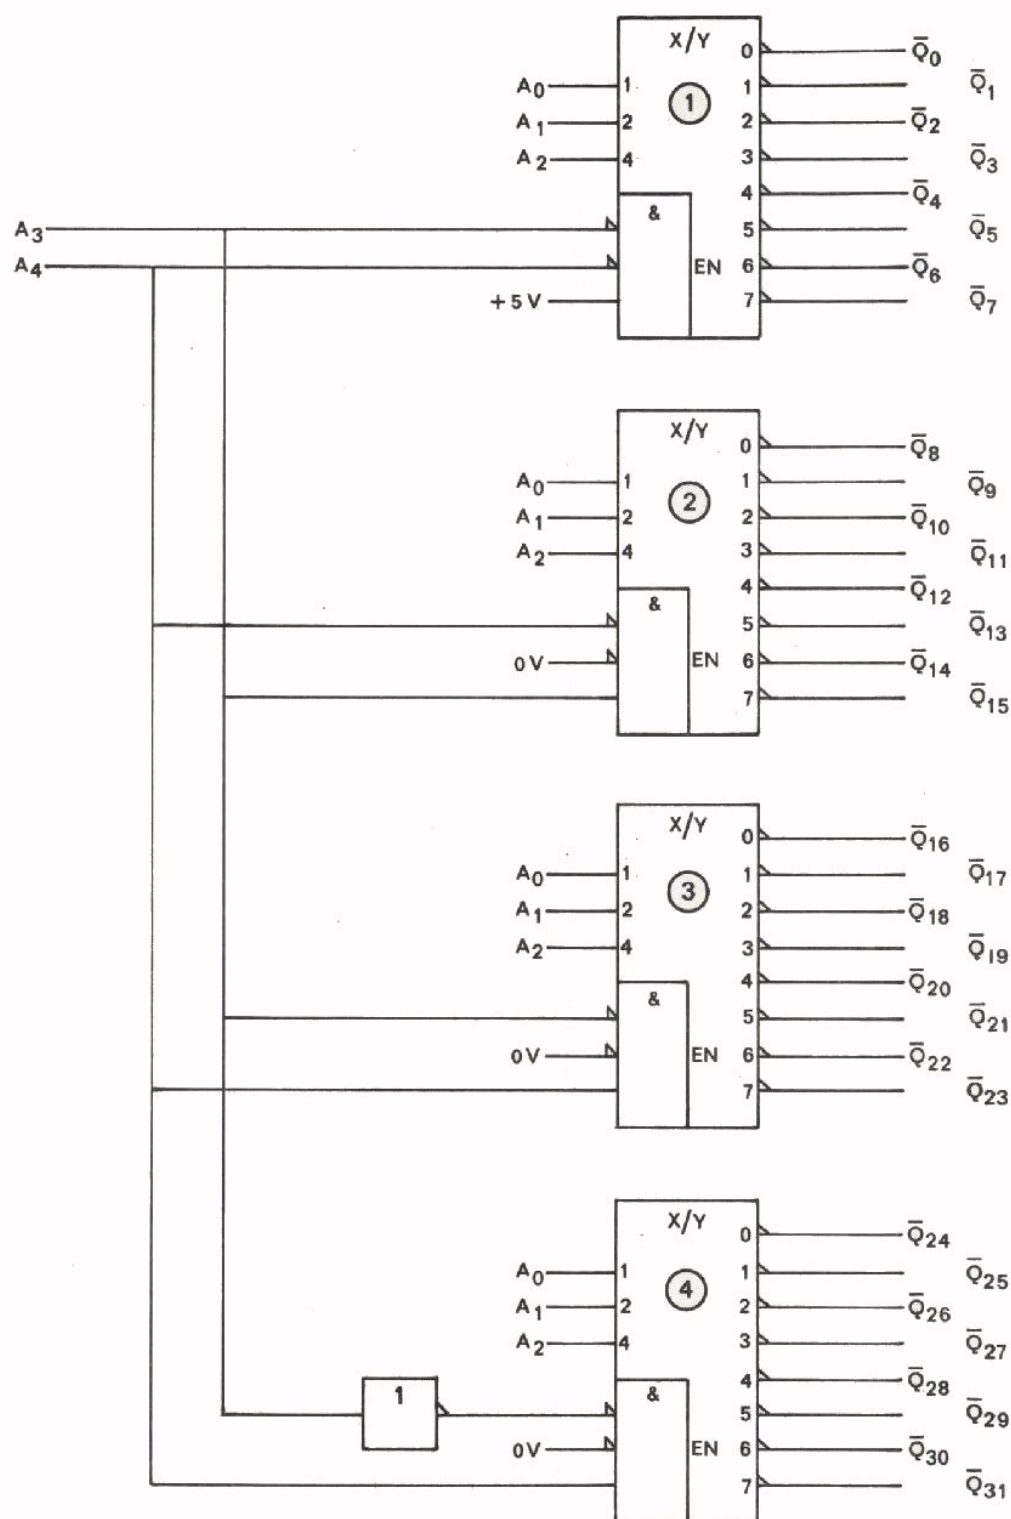 X/Y
0 Q̅0
A0 1 1 Q̅1
1
A1 2 2 Q̅2
A2 4 3 Q̅3
4 Q̅4
&
A3 5 Q̅5
A4 EN 6 Q̅6
+5V 7 Q̅7
X/Y
0 Q̅8
A0 1 1 Q̅9
2
A1 2 2 Q̅10
A2 4 3 Q̅11
4 Q̅12
&
5 Q̅13
0V EN 6 Q̅14
7 Q̅15
X/Y
0 Q̅16
A0 1 1 Q̅17
3
A1 2 2 Q̅18
A2 4 3 Q̅19
4 Q̅20
&
5 Q̅21
0V EN 6 Q̅22
7 Q̅23
X/Y
0 Q̅24
A0 1 1 Q̅25
4
A1 2 2 Q̅26
A2 4 3 Q̅27
4 Q̅28
1 &
5 Q̅29
0V EN 6 Q̅30
7 Q̅31